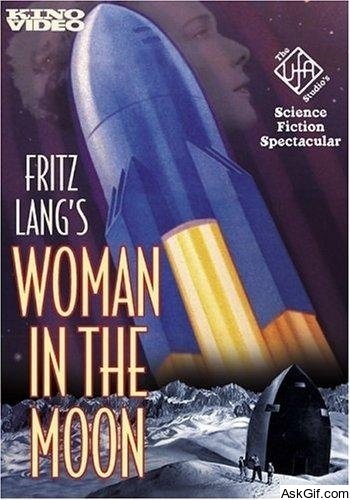 KINO
VIDEO
The
UFA
Studio's
Science
Fiction
Spectacular
FRITZ
LANG'S
WOMAN
IN THE
MOON
AskGif.com